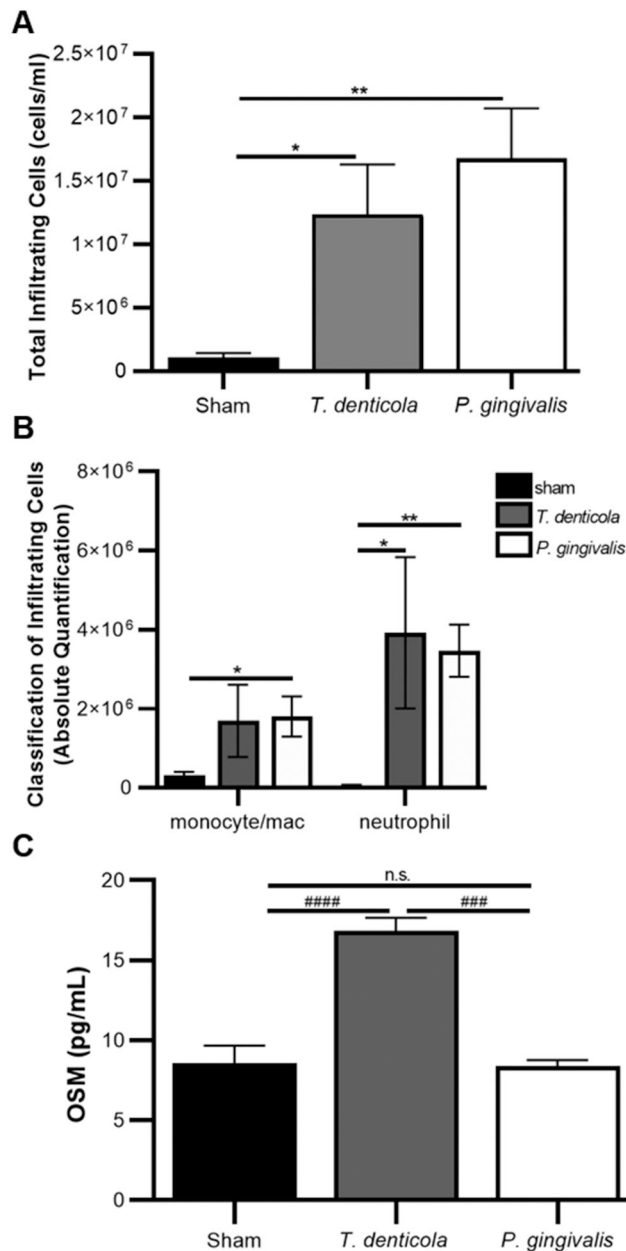 A
Total Infiltrating Cells (cells/ml)
2.5×10⁷
2.0×10⁷
1.5×10⁷
1×10⁷
5×10⁶
0
**
*
Sham
T. denticola
P. gingivalis
B
Classification of Infiltrating Cells
(Absolute Quantification)
8×10⁶
6×10⁶
4×10⁶
2×10⁶
0
*
**
*
sham
T. denticola
P. gingivalis
monocyte/mac
neutrophil
C
OSM (pg/mL)
20
15
10
5
0
n.s.
####
###
Sham
T. denticola
P. gingivalis